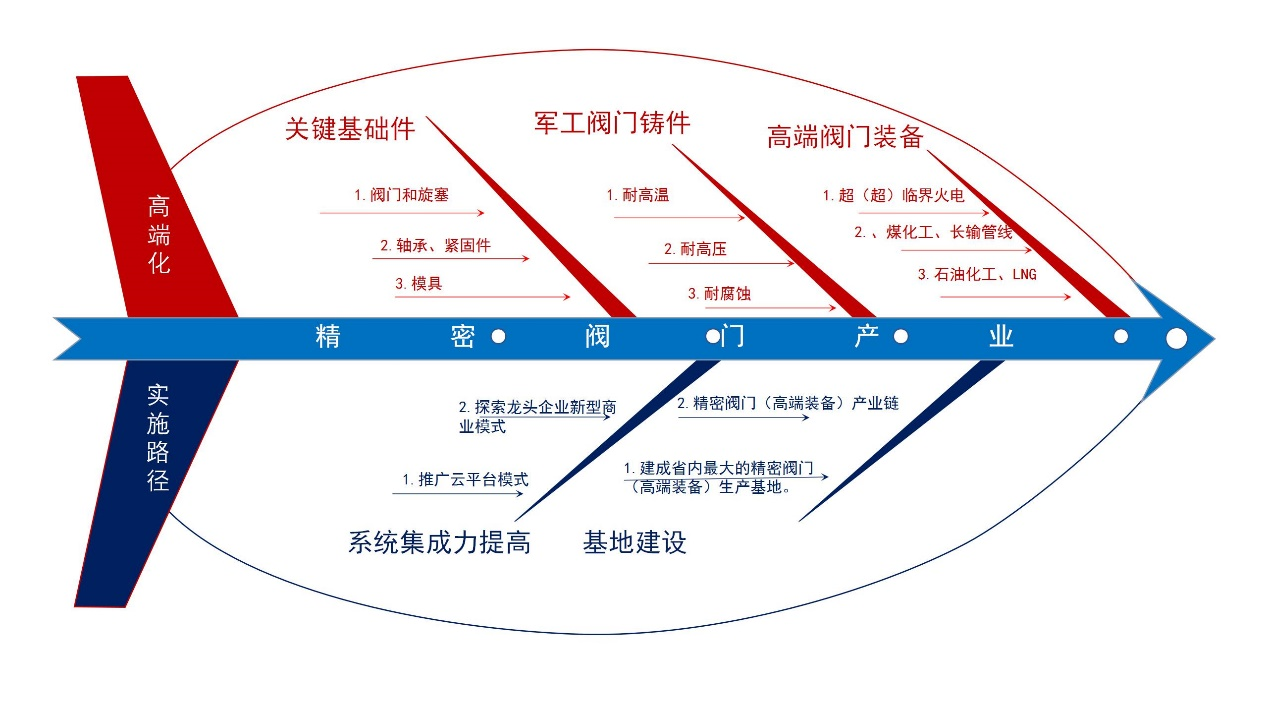 关键基础件
军工阀门铸件
高端阀门装备
高端化
1.阀门和旋塞
2.轴承、紧固件
3.模具
1.耐高温
2.耐高压
3.耐腐蚀
1.超（超）临界火电
2.、煤化工、长输管线
3.石油化工、LNG
精密阀门产业
实施路径
2.探索龙头企业新型商
业模式
1.推广云平台模式
系统集成力提高
2.精密阀门（高端装备）产业链
1.建成省内最大的精密阀门
（高端装备）生产基地。
基地建设